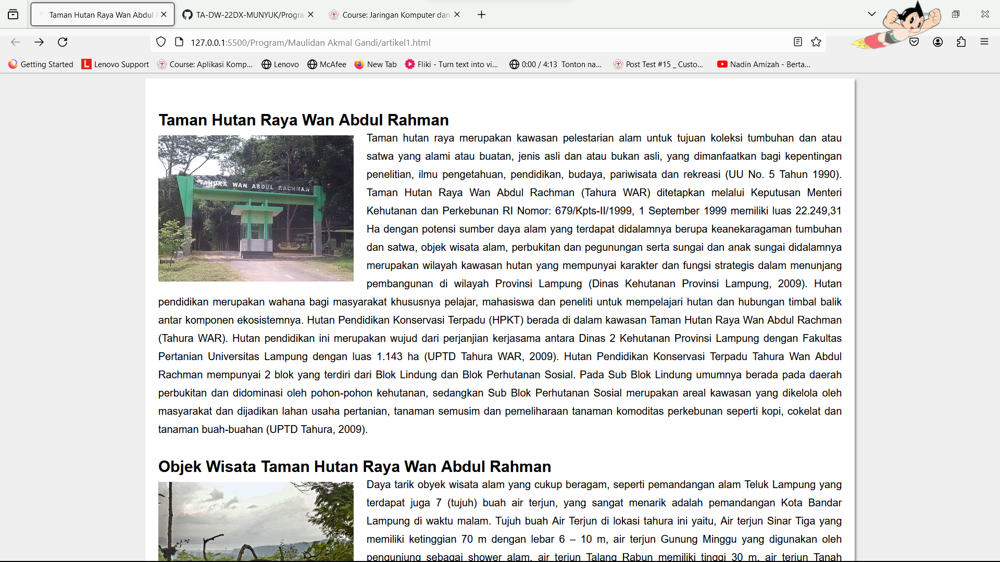 Taman Hutan Raya Wan Abdul R
TA-DW-22DX-MUNYUK/Progra
Course: Jaringan Komputer dan
127.0.0.1:5500/Program/Maulidan Akmal Gandi/artikel1.html
Getting Started
Lenovo Support
Course: Aplikasi Komp...
Lenovo
McAfee
New Tab
Fliki - Turn text into vi...
0:00 / 4:13 Tonton na...
Post Test #15 _ Custo...
Nadin Amizah - Berta...
Taman Hutan Raya Wan Abdul Rahman
TAHURA WAN ABDUL RACHMAN
Taman hutan raya merupakan kawasan pelestarian alam untuk tujuan koleksi tumbuhan dan atau
satwa yang alami atau buatan, jenis asli dan atau bukan asli, yang dimanfaatkan bagi kepentingan
penelitian, ilmu pengetahuan, pendidikan, budaya, pariwisata dan rekreasi (UU No. 5 Tahun 1990).
Taman Hutan Raya Wan Abdul Rachman (Tahura WAR) ditetapkan melalui Keputusan Menteri
Kehutanan dan Perkebunan RI Nomor: 679/Kpts-II/1999, 1 September 1999 memiliki luas 22.249,31
Ha dengan potensi sumber daya alam yang terdapat didalamnya berupa keanekaragaman tumbuhan
dan satwa, objek wisata alam, perbukitan dan pegunungan serta sungai dan anak sungai didalamnya
merupakan wilayah kawasan hutan yang mempunyai karakter dan fungsi strategis dalam menunjang
pembangunan di wilayah Provinsi Lampung (Dinas Kehutanan Provinsi Lampung, 2009). Hutan
pendidikan merupakan wahana bagi masyarakat khususnya pelajar, mahasiswa dan peneliti untuk mempelajari hutan dan hubungan timbal balik
antar komponen ekosistemnya. Hutan Pendidikan Konservasi Terpadu (HPKT) berada di dalam kawasan Taman Hutan Raya Wan Abdul Rachman
(Tahura WAR). Hutan pendidikan ini merupakan wujud dari perjanjian kerjasama antara Dinas 2 Kehutanan Provinsi Lampung dengan Fakultas
Pertanian Universitas Lampung dengan luas 1.143 ha (UPTD Tahura WAR, 2009). Hutan Pendidikan Konservasi Terpadu Tahura Wan Abdul
Rachman mempunyai 2 blok yang terdiri dari Blok Lindung dan Blok Perhutanan Sosial. Pada Sub Blok Lindung umumnya berada pada daerah
perbukitan dan didominasi oleh pohon-pohon kehutanan, sedangkan Sub Blok Perhutanan Sosial merupakan areal kawasan yang dikelola oleh
masyarakat dan dijadikan lahan usaha pertanian, tanaman semusim dan pemeliharaan tanaman komoditas perkebunan seperti kopi, cokelat dan
tanaman buah-buahan (UPTD Tahura, 2009).
Objek Wisata Taman Hutan Raya Wan Abdul Rahman
Daya tarik obyek wisata alam yang cukup beragam, seperti pemandangan alam Teluk Lampung yang
terdapat juga 7 (tujuh) buah air terjun, yang sangat menarik adalah pemandangan Kota Bandar
Lampung di waktu malam. Tujuh buah Air Terjun di lokasi tahura ini yaitu, Air terjun Sinar Tiga yang
memiliki ketinggian 70 m dengan lebar 6 – 10 m, air terjun Gunung Minggu yang digunakan oleh
pengunjung sebagai shower alam, air terjun Talang Rabun memiliki tinggi 30 m, air terjun Tanah